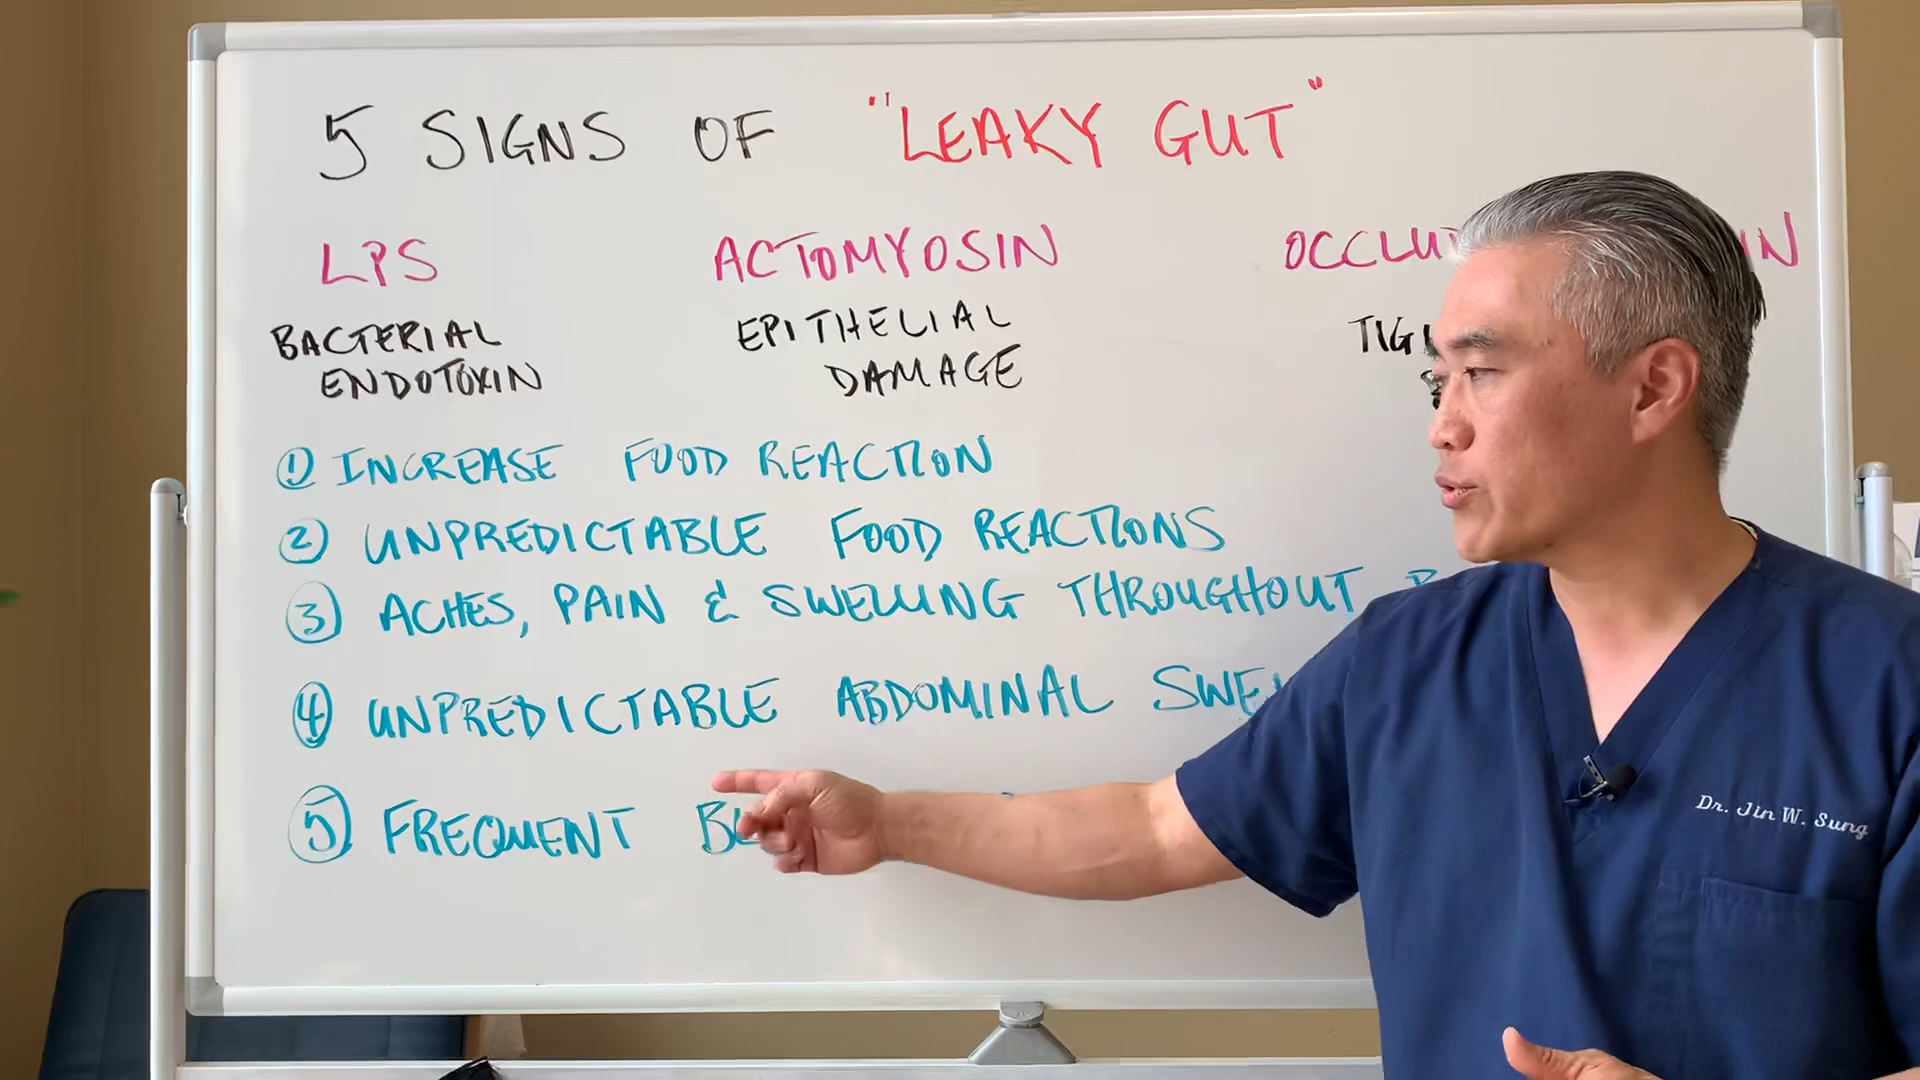 5 SIGNS OF "LEAKY GUT"
LPS
ACTOMYOSIN
BACTERIAL
ENDOTOXIN
EPITHELIAL
DAMAGE
① INCREASE FOOD REACTION
② UNPREDICTABLE FOOD REACTIONS
③ ACHES, PAIN & SWELLING THROUGHOUT
④ UNPREDICTABLE ABDOMINAL
⑤ FREQUENT
Dr. Jin W. Sung